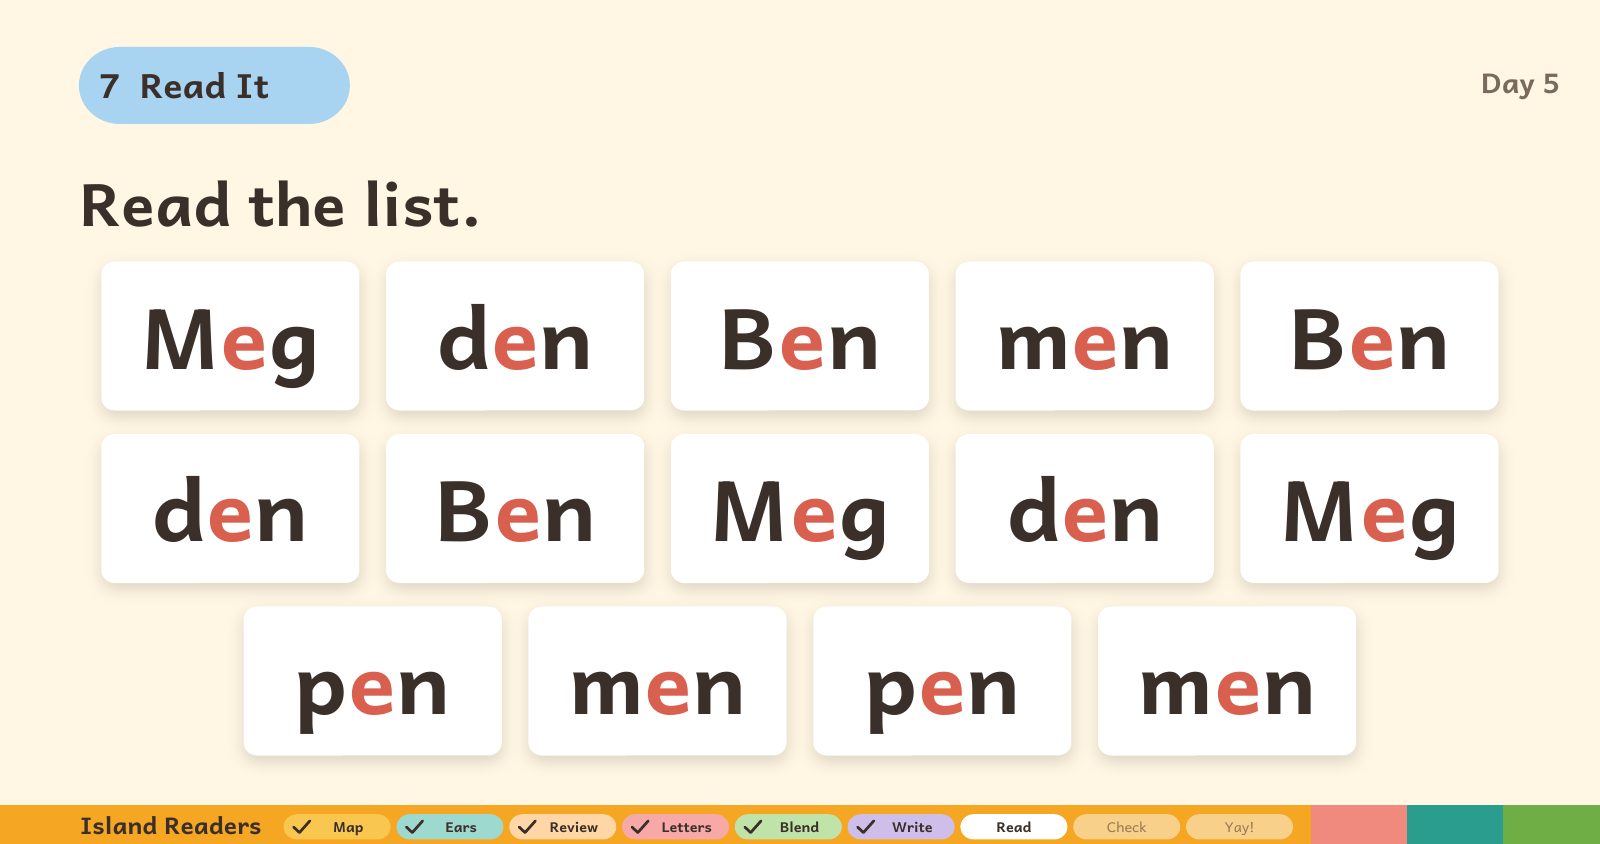 7 Read It
Day 5
Read the list.
Meg den Ben men Ben
den Ben Meg den Meg
pen men pen men
Island Readers Map Ears Review Letters Blend Write Read Check Yay!